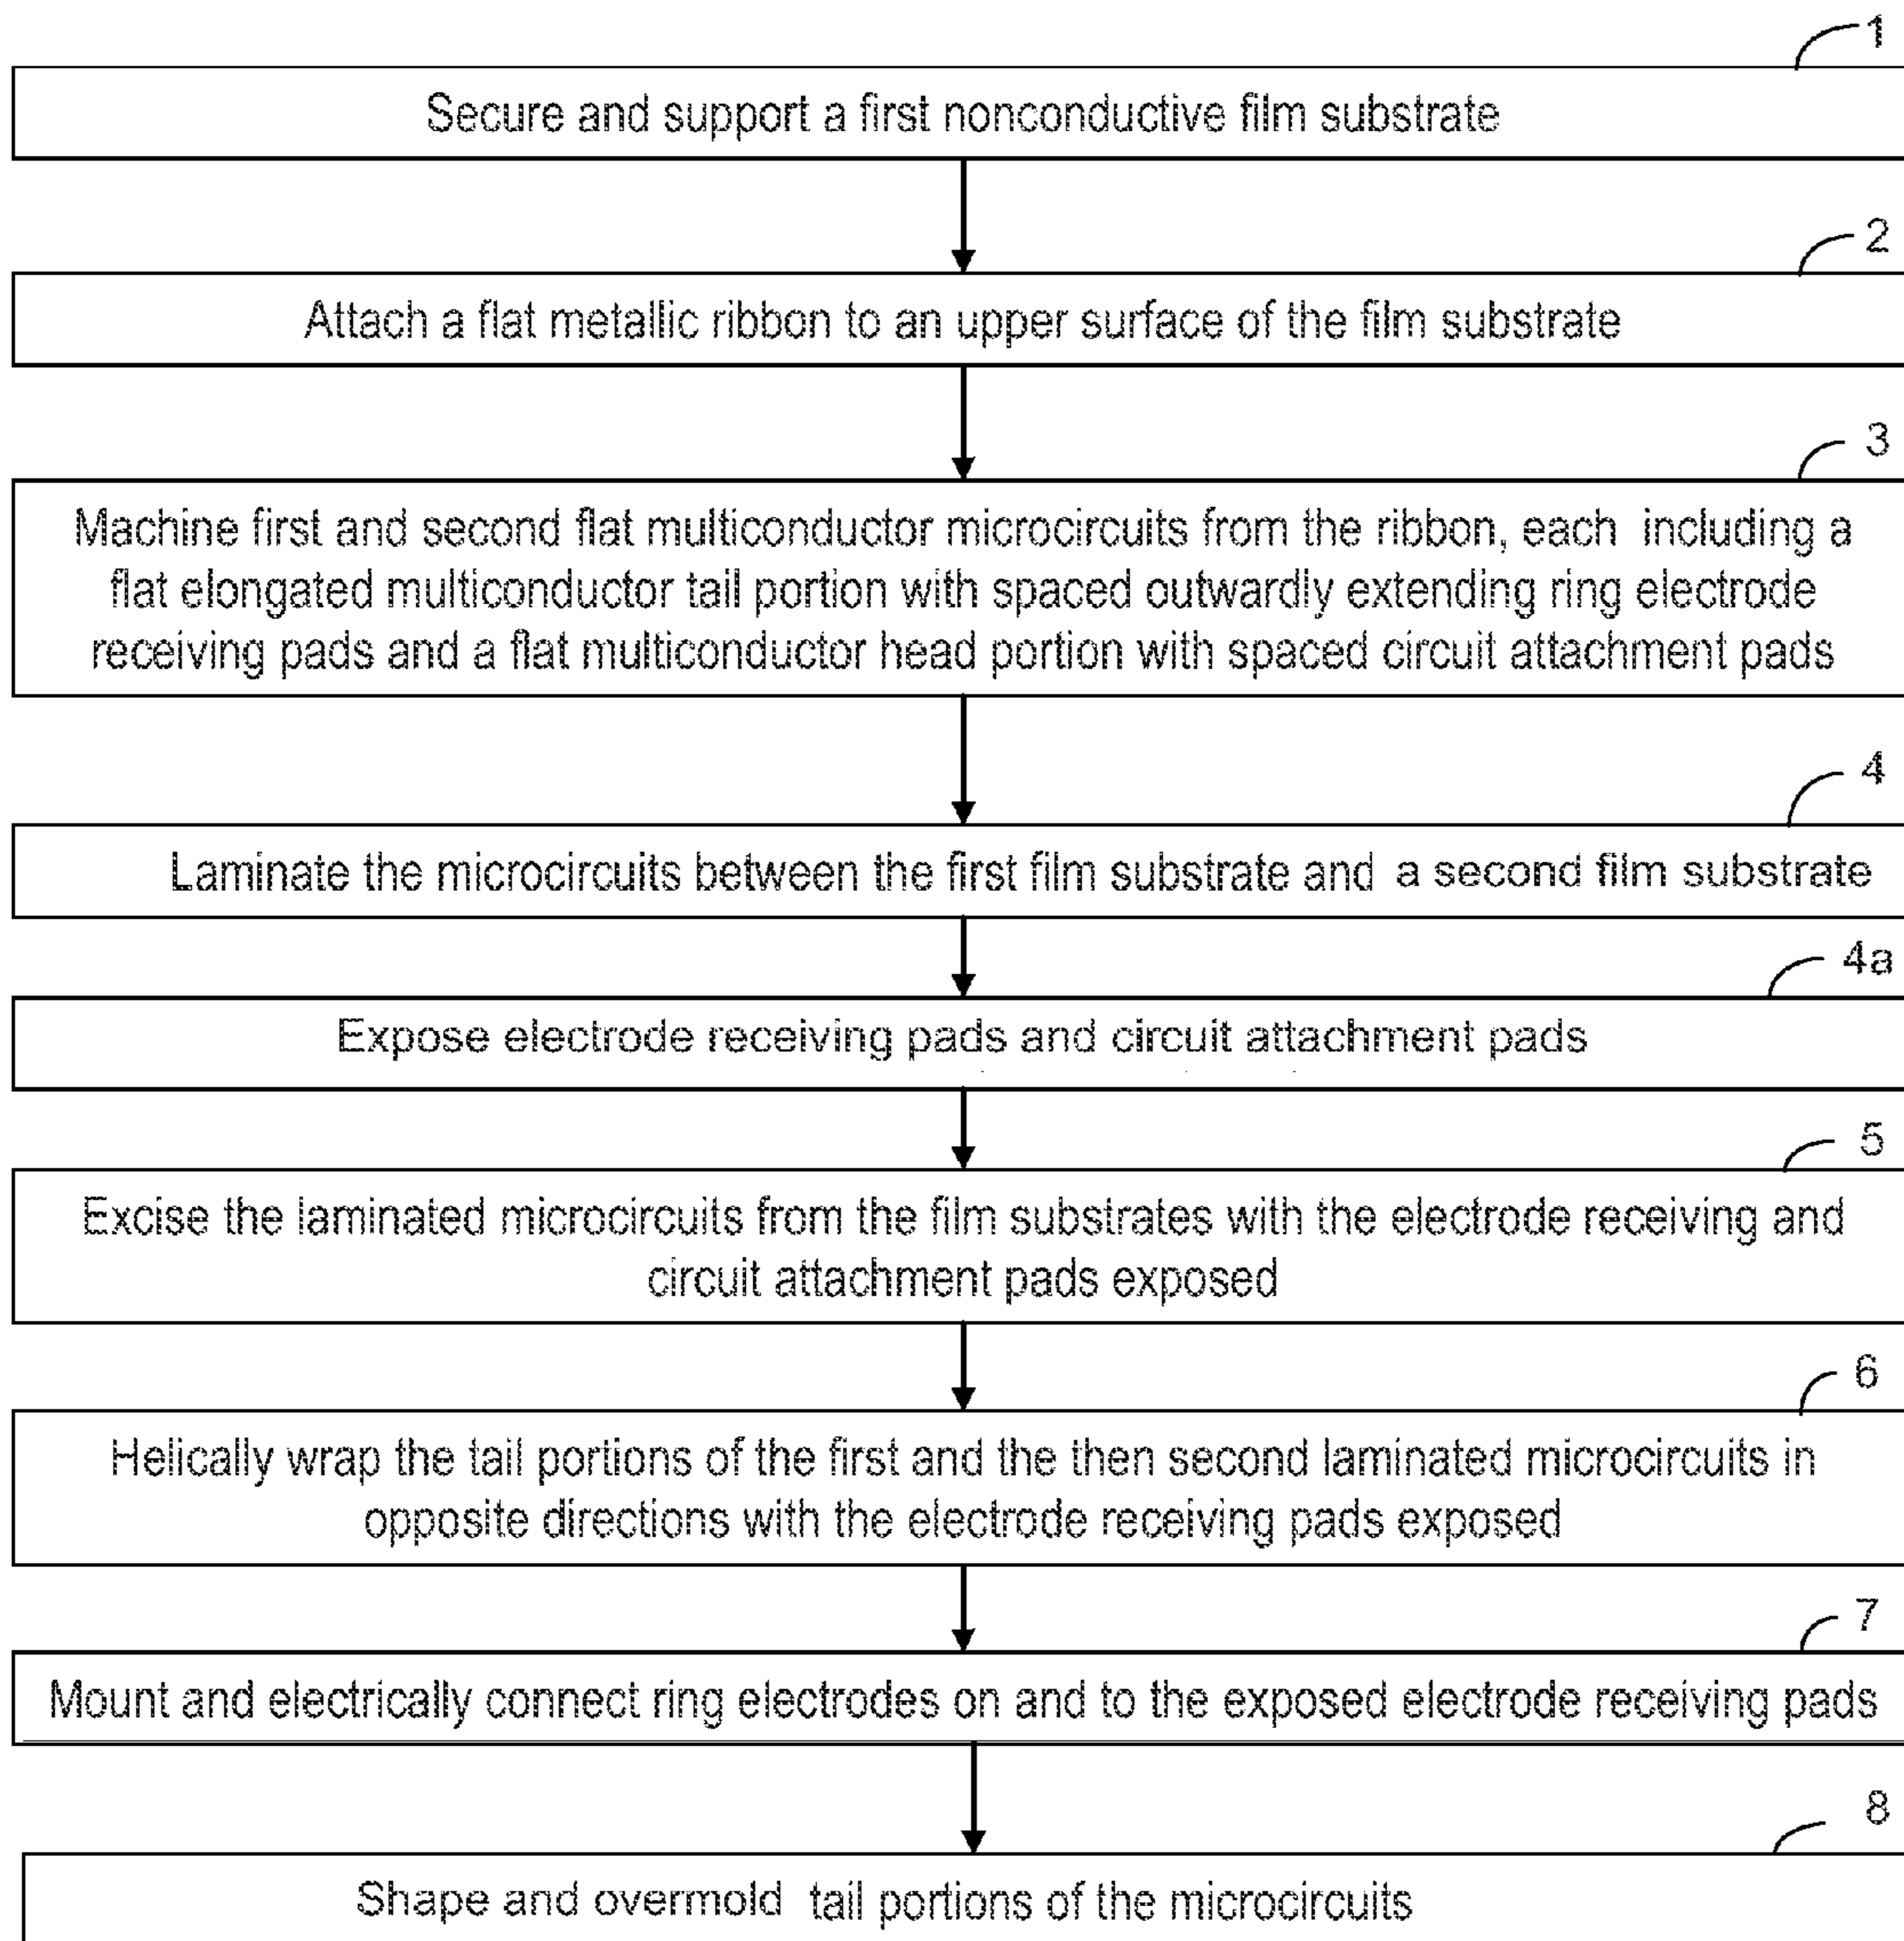 1
Secure and support a first nonconductive film substrate
2
Attach a flat metallic ribbon to an upper surface of the film substrate
3
Machine first and second flat multiconductor microcircuits from the ribbon, each including a
flat elongated multiconductor tail portion with spaced outwardly extending ring electrode
receiving pads and a flat multiconductor head portion with spaced circuit attachment pads
4
Laminate the microcircuits between the first film substrate and a second film substrate
4a
Expose electrode receiving pads and circuit attachment pads
5
Excise the laminated microcircuits from the film substrates with the electrode receiving and
circuit attachment pads exposed
6
Helically wrap the tail portions of the first and the then second laminated microcircuits in
opposite directions with the electrode receiving pads exposed
7
Mount and electrically connect ring electrodes on and to the exposed electrode receiving pads
8
Shape and overmold tail portions of the microcircuits